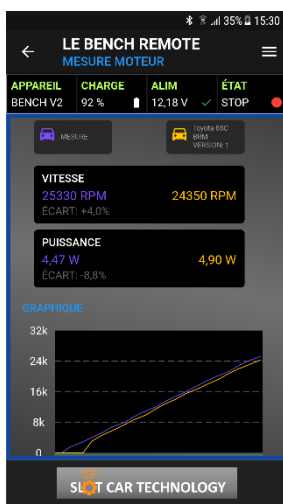 35% 15:30
LE BENCH REMOTE
MESURE MOTEUR
APPAREIL CHARGE ALIM ÉTAT
BENCH V2 92 % 12,18 V STOP
MESURE
Toyota 88C
BRM
VERSION: 1
VITESSE
25330 RPM 24350 RPM
ÉCART: +4,0%
PUISSANCE
4,47 W 4,90 W
ÉCART: -8,8%
GRAPHIQUE
32k
24k
16k
8k
0
SLOT CAR TECHNOLOGY